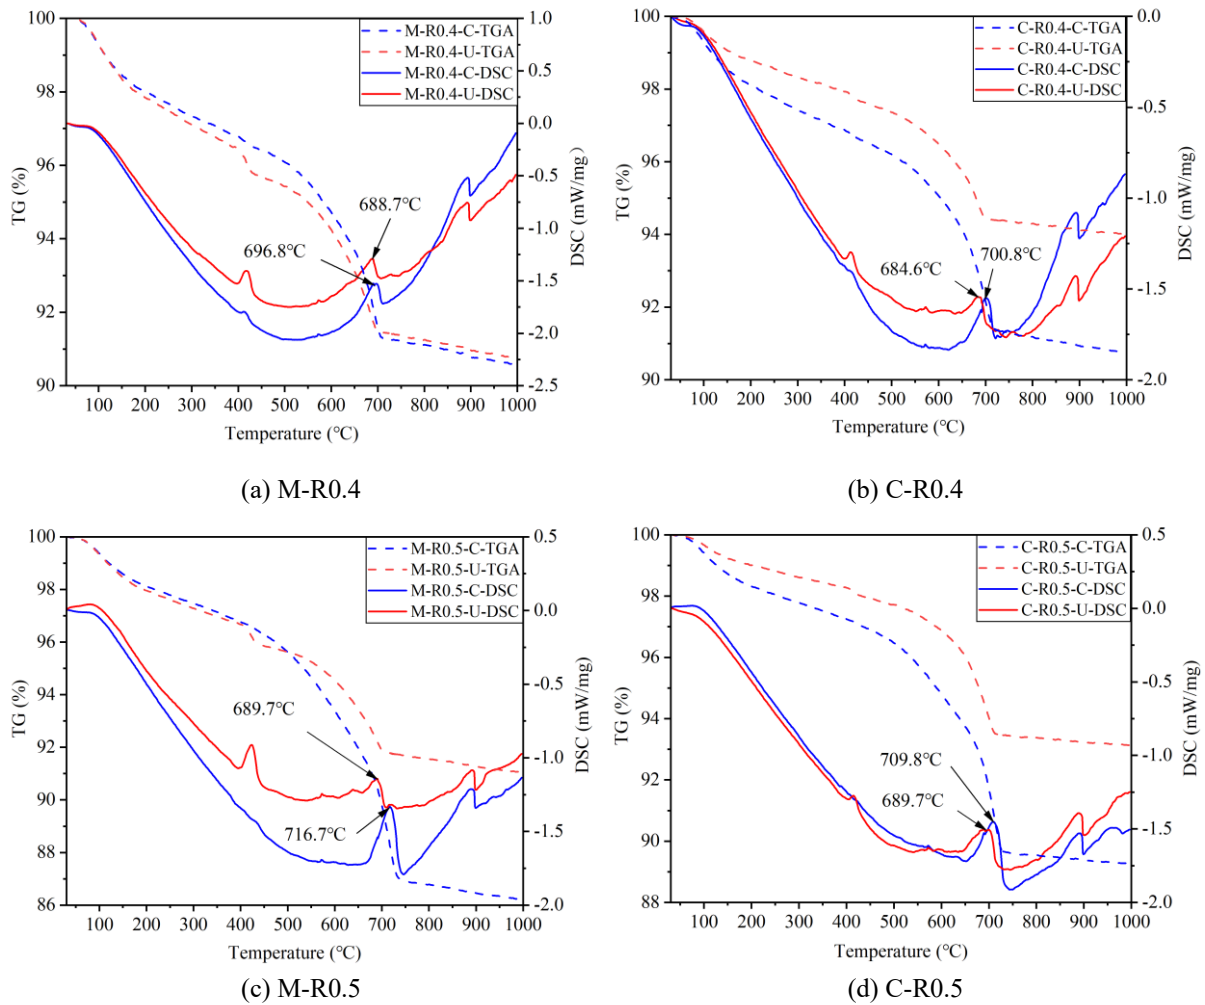 100
98
96
94
92
90
TG (%)
1.0
0.5
0.0
-0.5
-1.0
-1.5
-2.0
-2.5
DSC (mW/mg)
M-R0.4-C-TGA
M-R0.4-U-TGA
M-R0.4-C-DSC
M-R0.4-U-DSC
688.7℃
696.8℃
100 200 300 400 500 600 700 800 900 1000
Temperature (℃)
(a) M-R0.4
100
98
96
94
92
90
TG (%)
0.0
-0.5
-1.0
-1.5
-2.0
DSC (mW/mg)
C-R0.4-C-TGA
C-R0.4-U-TGA
C-R0.4-C-DSC
C-R0.4-U-DSC
684.6℃
700.8℃
100 200 300 400 500 600 700 800 900 1000
Temperature (℃)
(b) C-R0.4
100
98
96
94
92
90
88
86
TG (%)
0.5
0.0
-0.5
-1.0
-1.5
-2.0
DSC (mW/mg)
M-R0.5-C-TGA
M-R0.5-U-TGA
M-R0.5-C-DSC
M-R0.5-U-DSC
689.7℃
716.7℃
100 200 300 400 500 600 700 800 900 1000
Temperature (℃)
(c) M-R0.5
100
98
96
94
92
90
88
TG (%)
0.5
0.0
-0.5
-1.0
-1.5
-2.0
DSC (mW/mg)
C-R0.5-C-TGA
C-R0.5-U-TGA
C-R0.5-C-DSC
C-R0.5-U-DSC
709.8℃
689.7℃
100 200 300 400 500 600 700 800 900 1000
Temperature (℃)
(d) C-R0.5